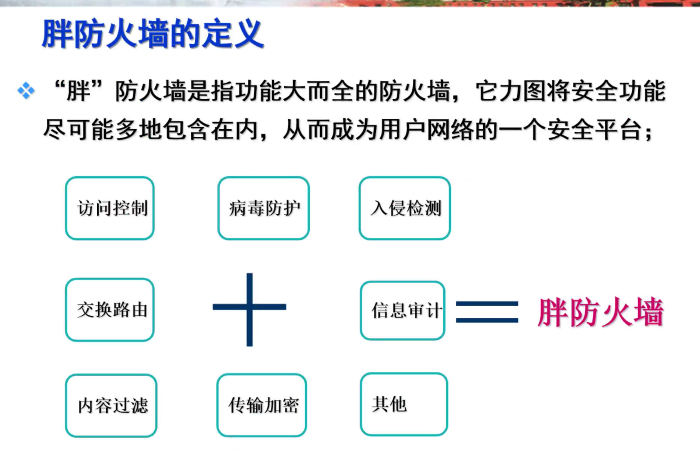 胖防火墙的定义
“胖”防火墙是指功能大而全的防火墙，它力图将安全功能
尽可能多地包含在内，从而成为用户网络的一个安全平台；
访问控制
病毒防护
入侵检测
交换路由
信息审计
胖防火墙
内容过滤
传输加密
其他